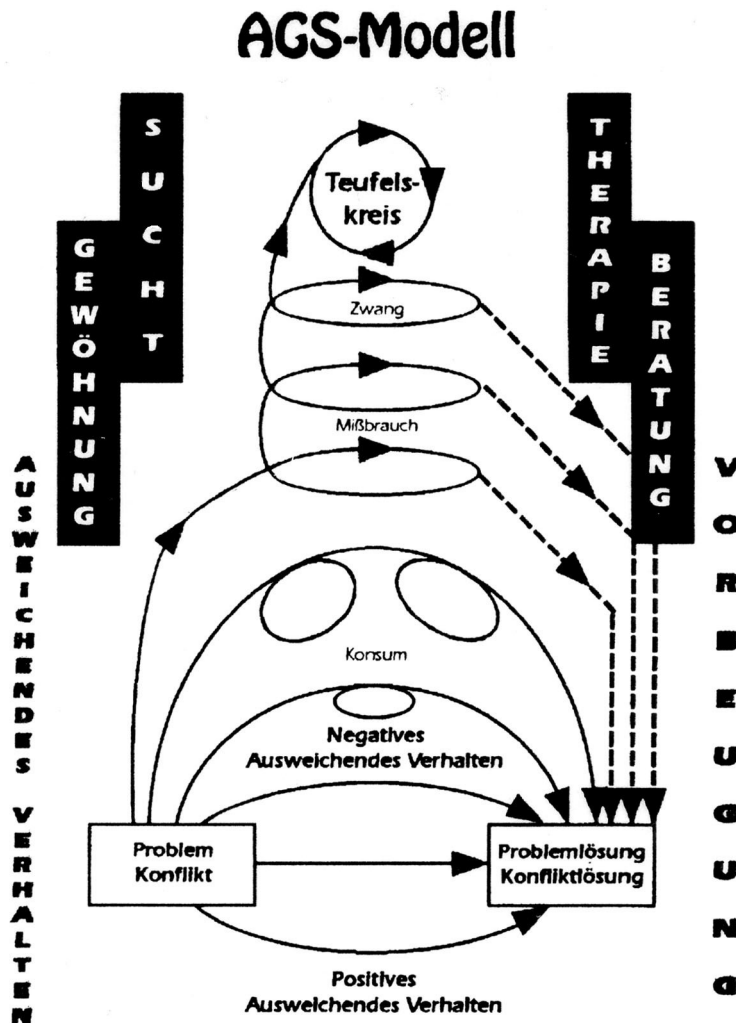 AGS-Modell
SUCHT
GEWÖHNUNG
AUSWEICHENDES VERHALTEN
Teufels-
kreis
Zwang
Mißbrauch
Konsum
Negatives
Ausweichendes Verhalten
Problem
Konflikt
Problemlösung
Konfliktlösung
Positives
Ausweichendes Verhalten
THERAPIE
BERATUNG
VORBEUGUNG